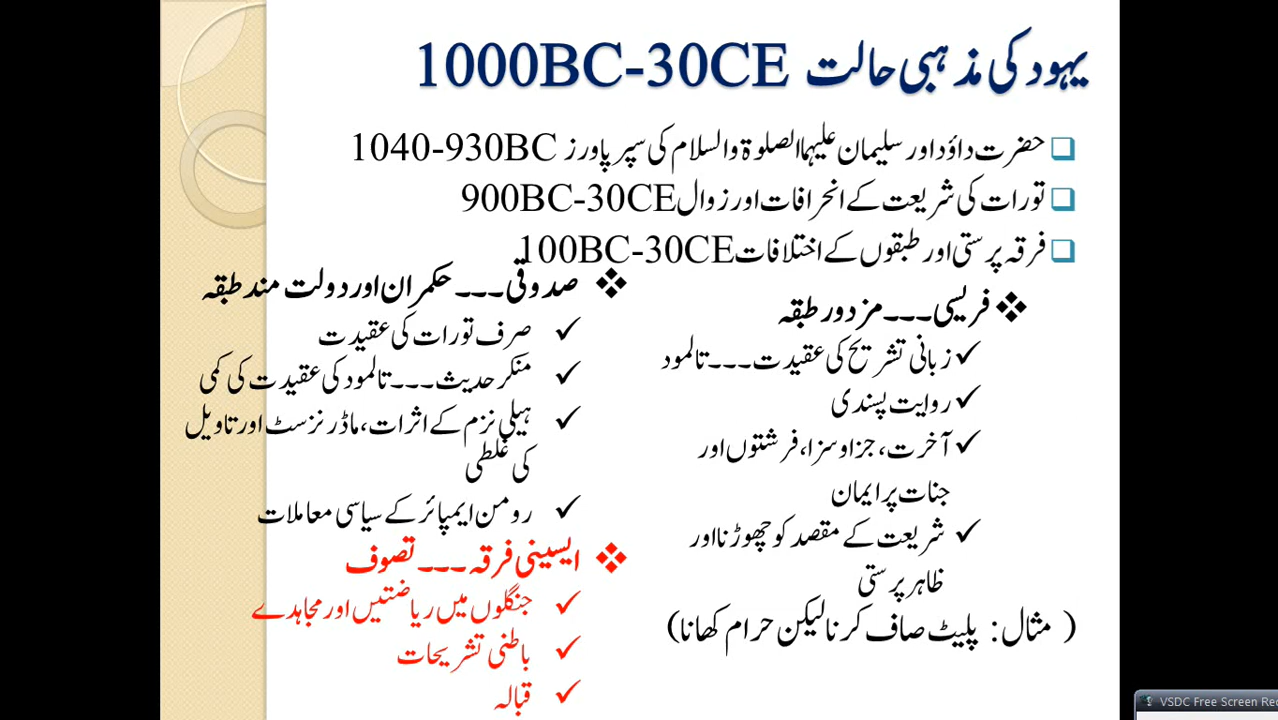 یہود کی مذہبی حالت 1000BC-30CE
حضرت داؤد اور سلیمان علیہما الصلوۃ والسلام کی سپر پاورز 1040-930BC
تورات کی شریعت کے انحرافات اور زوال 900BC-30CE
فرقہ پرستی اور طبقوں کے اختلافات 100BC-30CE
فریسی۔۔۔مزدور طبقہ
زبانی تشریح کی عقیدت۔۔۔تالمود
روایت پسندی
آخرت، جزا و سزا، فرشتوں اور
جنات پر ایمان
شریعت کے مقصد کو چھوڑنا اور
ظاہر پرستی
( مثال: پلیٹ صاف کرنا لیکن حرام کھانا)
صدوقی۔۔۔حکمران اور دولت مند طبقہ
صرف تورات کی عقیدت
منکر حدیث۔۔۔تالمود کی عقیدت کی کمی
ہیلی نزم کے اثرات، ماڈرنزسٹ اور تاویل
کی غلطی
رومن ایمپائر کے سیاسی معاملات
ایسینی فرقہ۔۔۔تصوف
جنگلوں میں ریاضتیں اور مجاہدے
باطنی تشریحات
قبالہ
VSDC Free Screen Rec